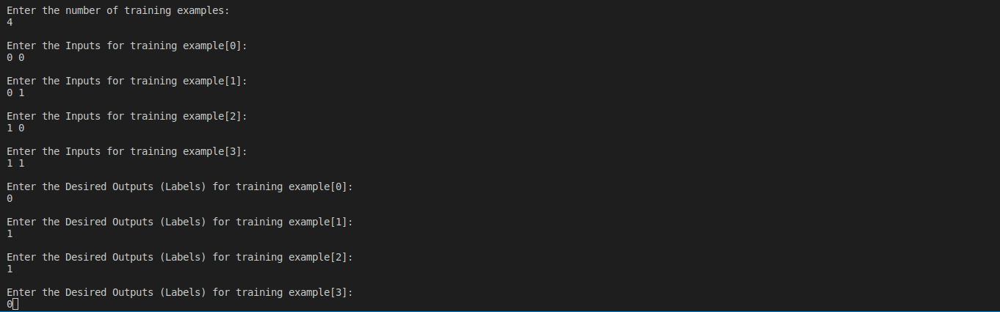 Enter the number of training examples:
4
Enter the Inputs for training example[0]:
0 0
Enter the Inputs for training example[1]:
0 1
Enter the Inputs for training example[2]:
1 0
Enter the Inputs for training example[3]:
1 1
Enter the Desired Outputs (Labels) for training example[0]:
0
Enter the Desired Outputs (Labels) for training example[1]:
1
Enter the Desired Outputs (Labels) for training example[2]:
1
Enter the Desired Outputs (Labels) for training example[3]:
0